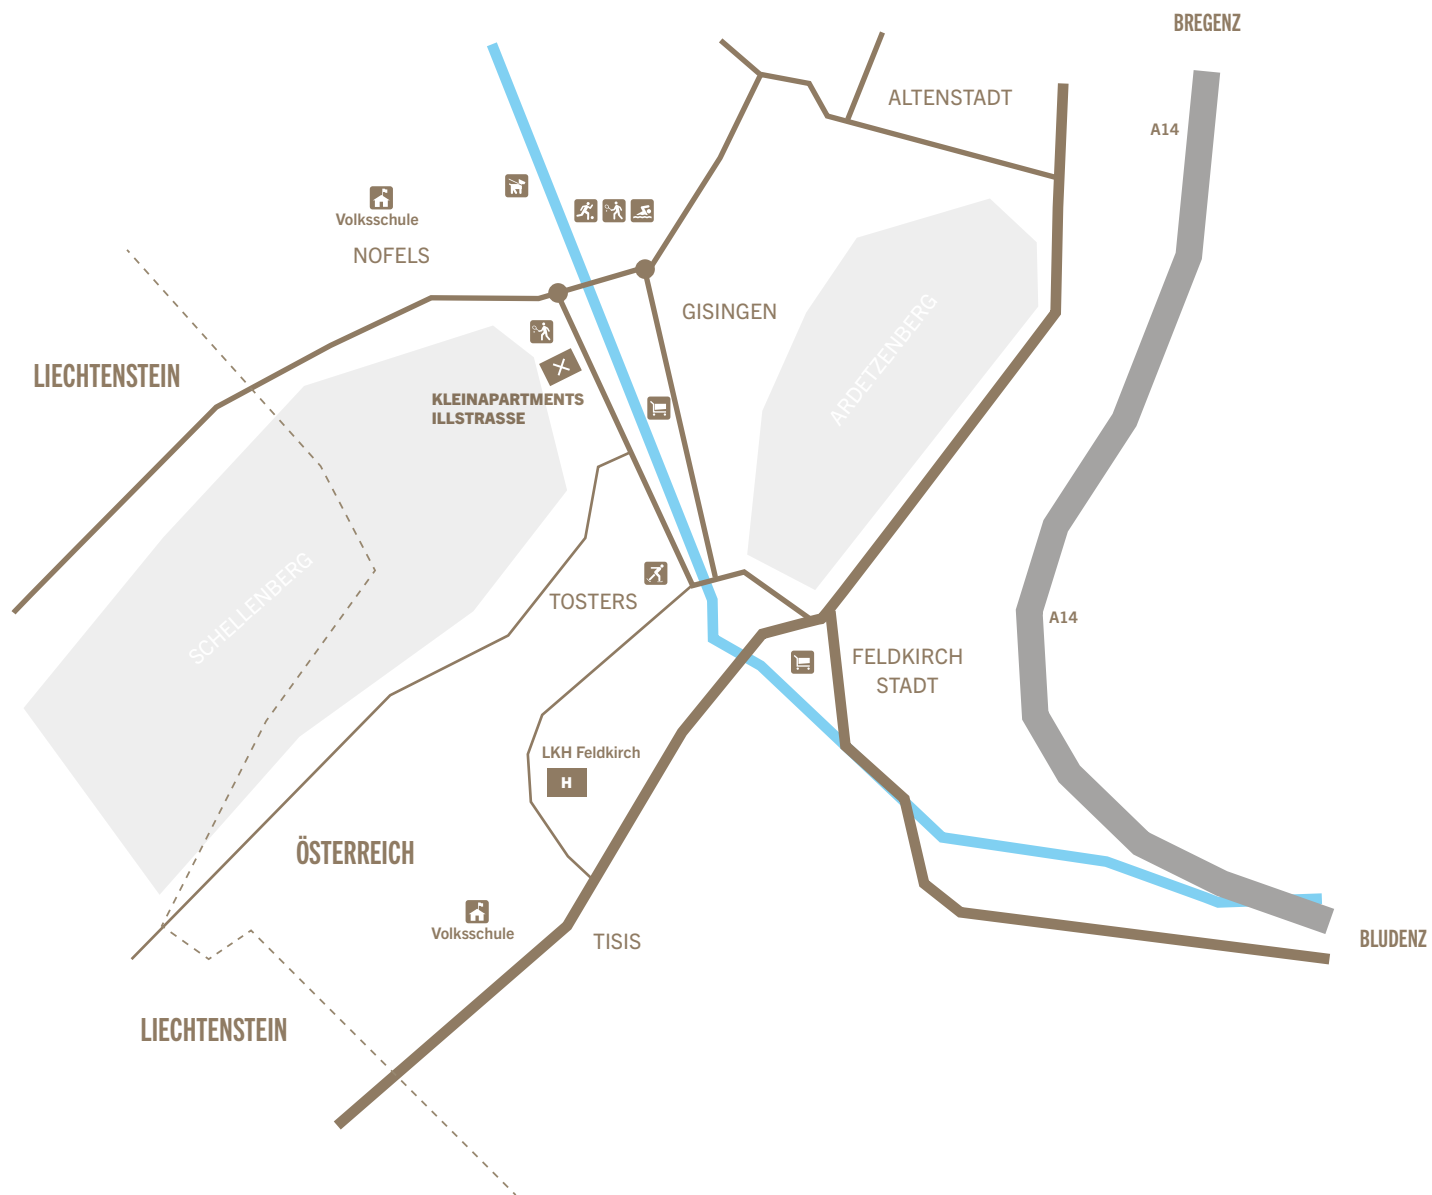 BREGENZ
ALTENSTADT
A14
Volksschule
NOFELS
GISINGEN
ARDETZENBERG
LIECHTENSTEIN
KLEINAPARTMENTS
ILLSTRASSE
SCHELLENBERG
TOSTERS
A14
FELDKIRCH
STADT
LKH Feldkirch
H
ÖSTERREICH
Volksschule
TISIS
BLUDENZ
LIECHTENSTEIN